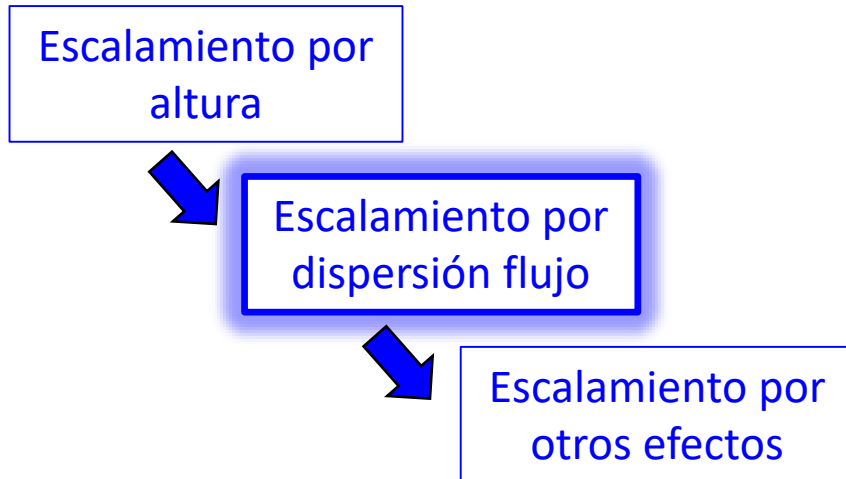 Escalamiento por
altura
Escalamiento por
dispersión flujo
Escalamiento por
otros efectos